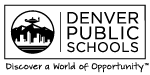 DENVER
PUBLIC
SCHOOLS
Discover a World of Opportunity™